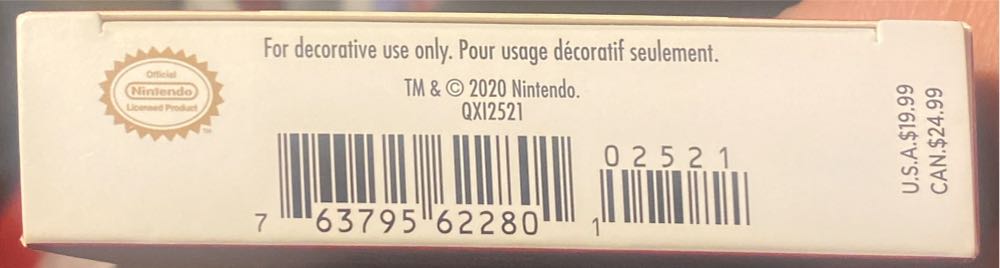 For decorative use only. Pour usage décoratif seulement.
Official
Nintendo
Licensed Product
TM
TM & © 2020 Nintendo.
QXI2521
02521
7 63795 62280 1
U.S.A.$19.99
CAN.$24.99